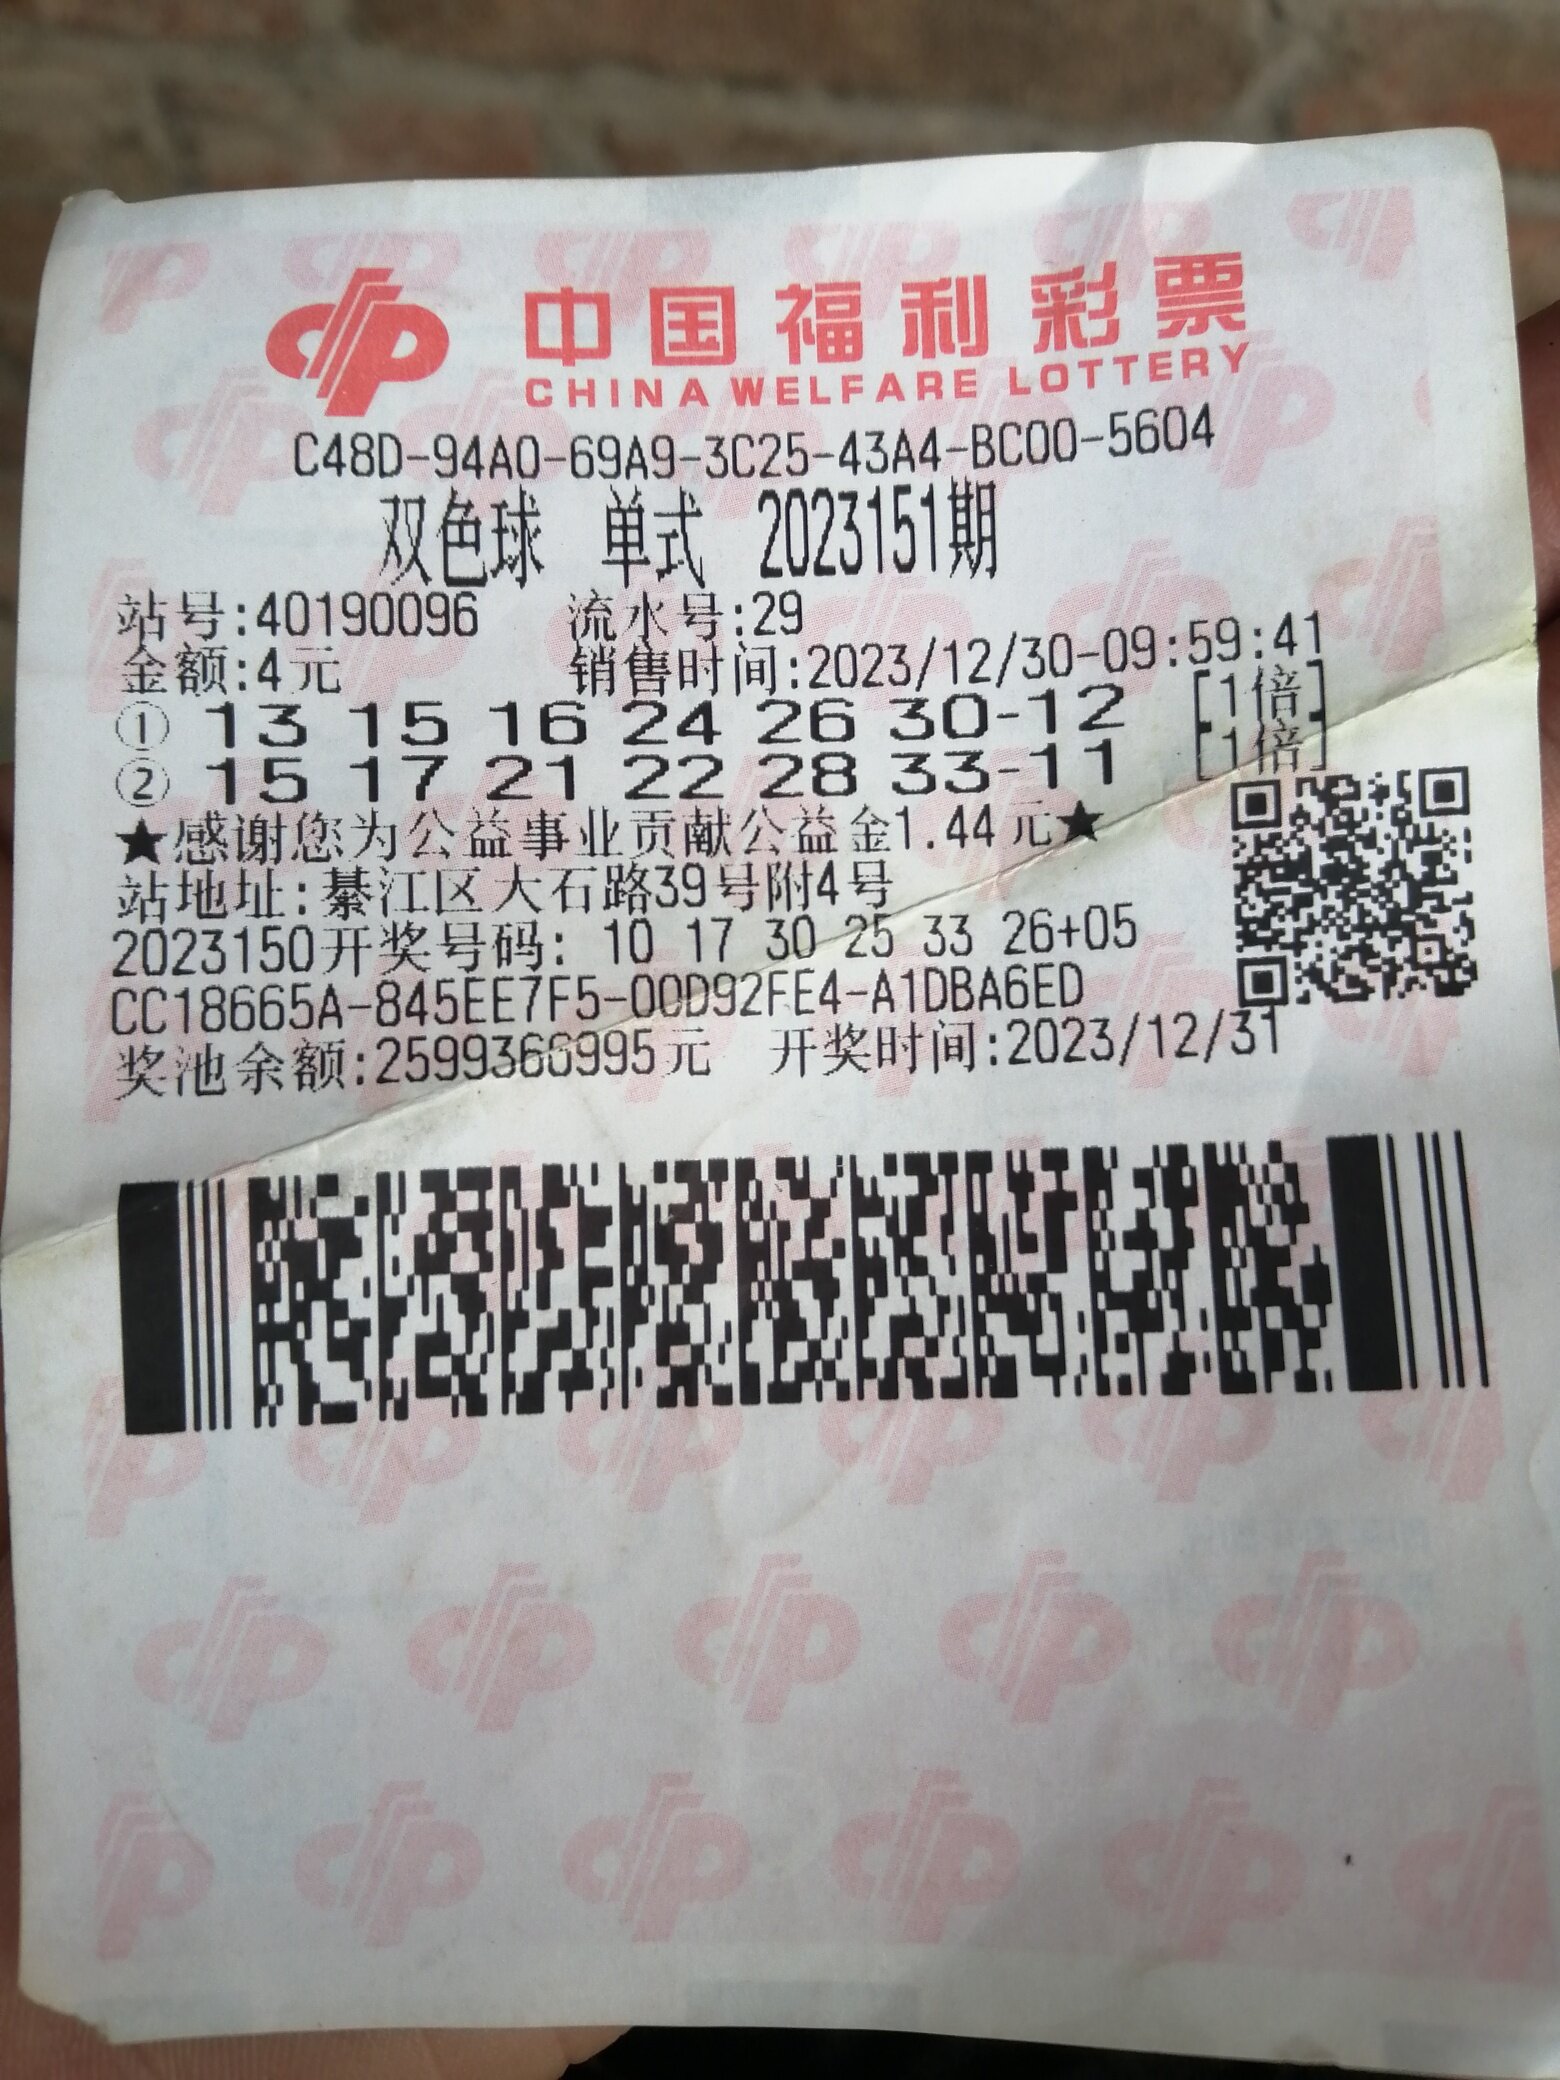 中国福利彩票
CHINA WELFARE LOTTERY
C48D-94A0-69A9-3C25-43A4-BC00-5604
双色球 单式 2023151期
站号:40190096 流水号:29
金额:4元 销售时间:2023/12/30-09:59:41
① 13 15 16 24 26 30-12 [1倍]
② 15 17 21 22 28 33-11 [1倍]
★感谢您为公益事业贡献公益金1.44元★
站地址:綦江区大石路39号附4号
2023150开奖号码: 10 17 30 25 33 26+05
CC18665A-845EE7F5-00D92FE4-A1DBA6ED
奖池余额:2599360995元 开奖时间:2023/12/31